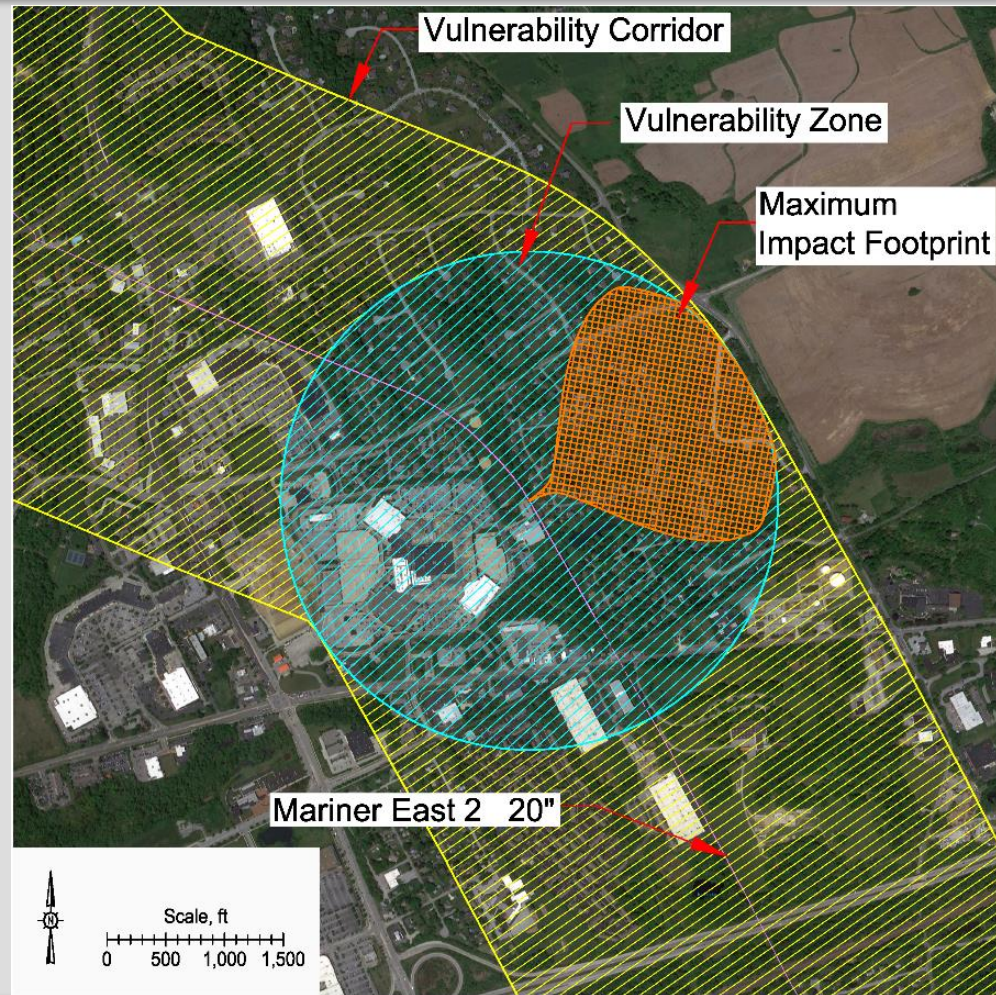 Vulnerability Corridor
Vulnerability Zone
Maximum
Impact Footprint
Mariner East 2 20"
N
Scale, ft
0 500 1,000 1,500